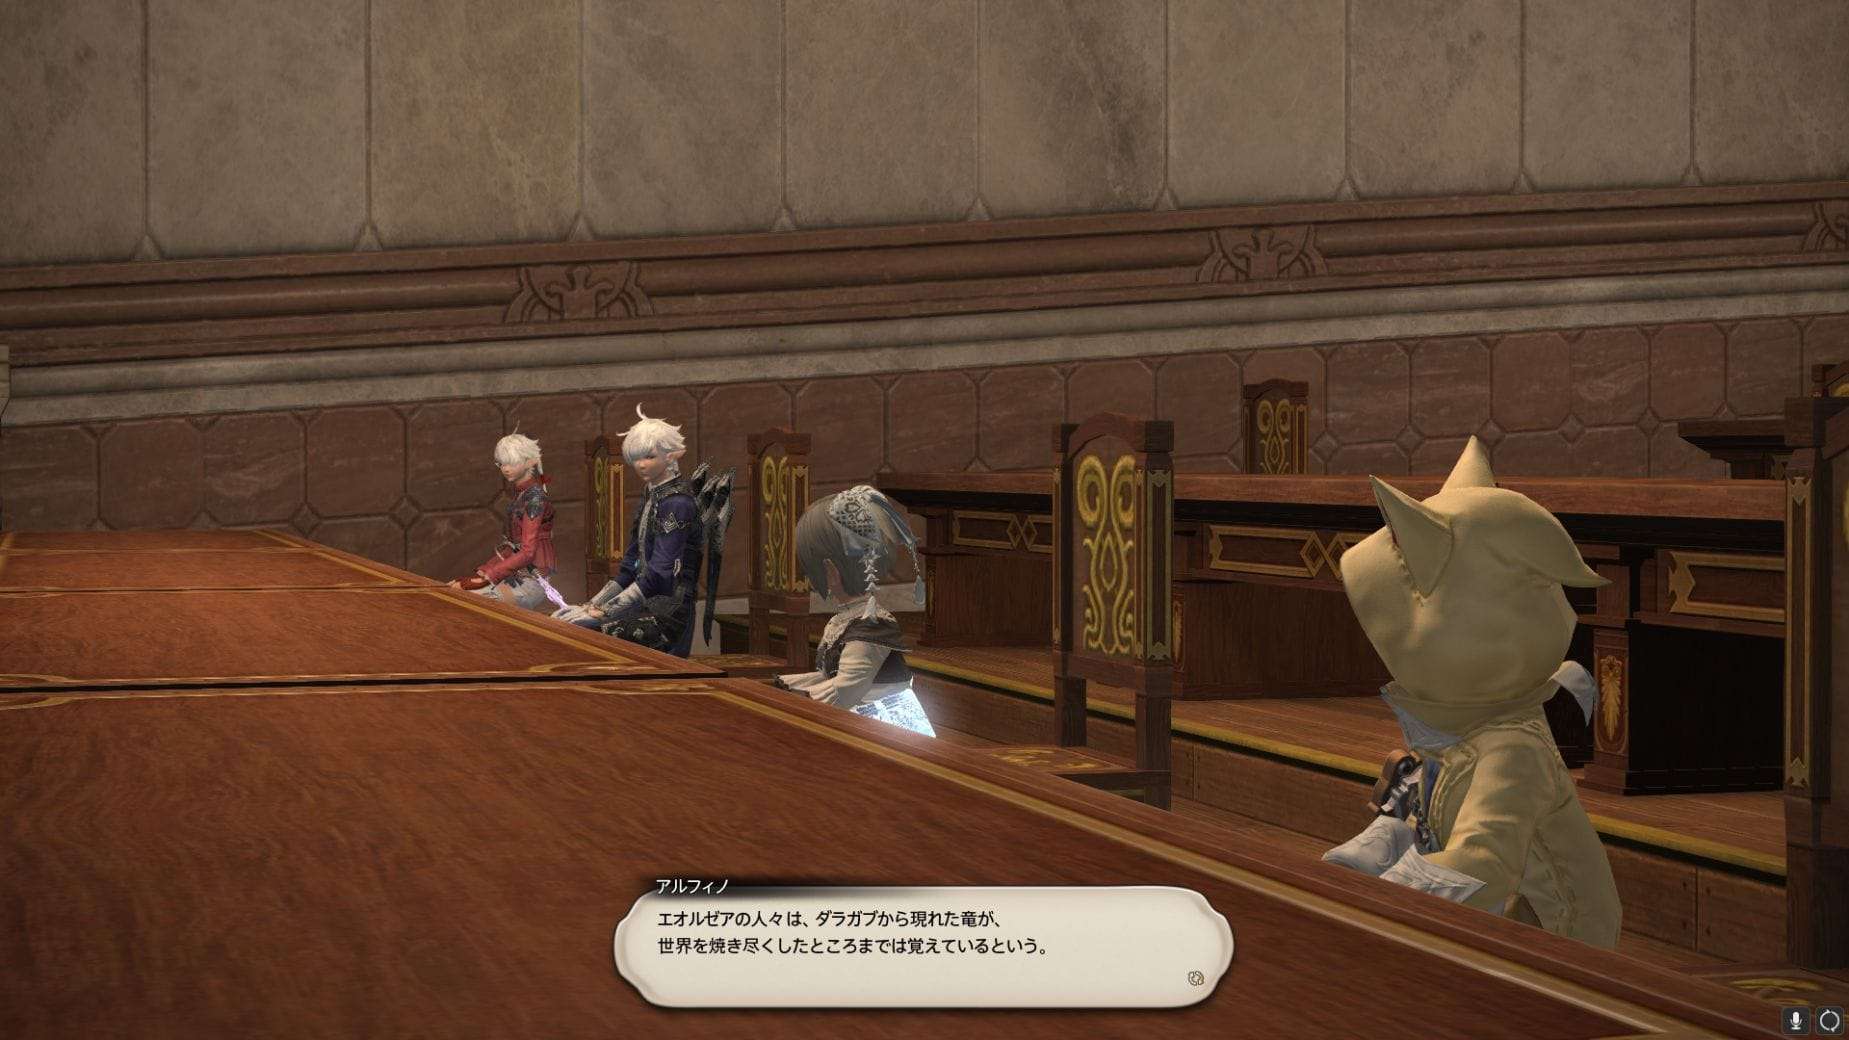 アルフィノ
エオルゼアの人々は、ダラガブから現れた竜が、
世界を焼き尽くしたところまでは覚えているという。